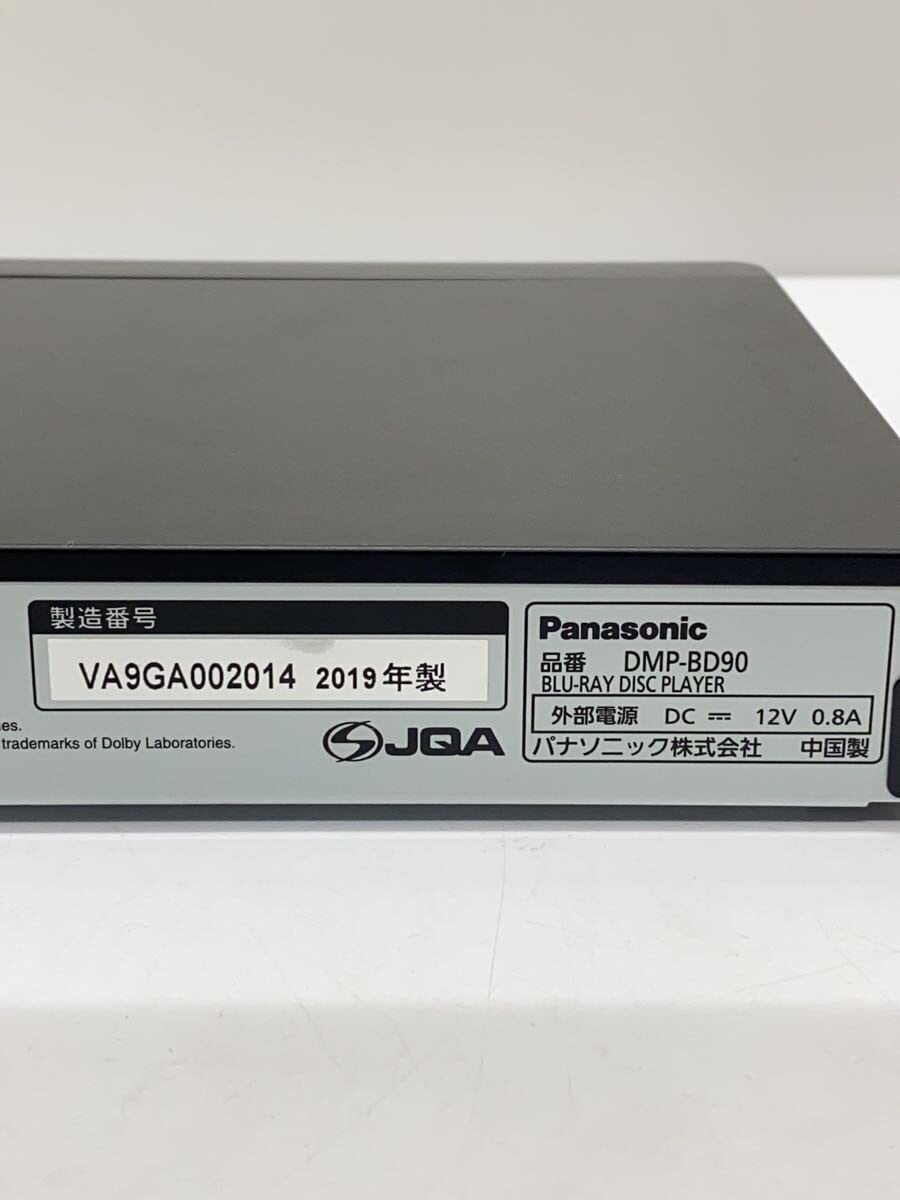 製造番号
VA9GA002014 2019年製
trademarks of Dolby Laboratories.
JQA
Panasonic
品番 DMP-BD90
BLU-RAY DISC PLAYER
外部電源 DC ⎓ 12V 0.8A
パナソニック株式会社 中国製